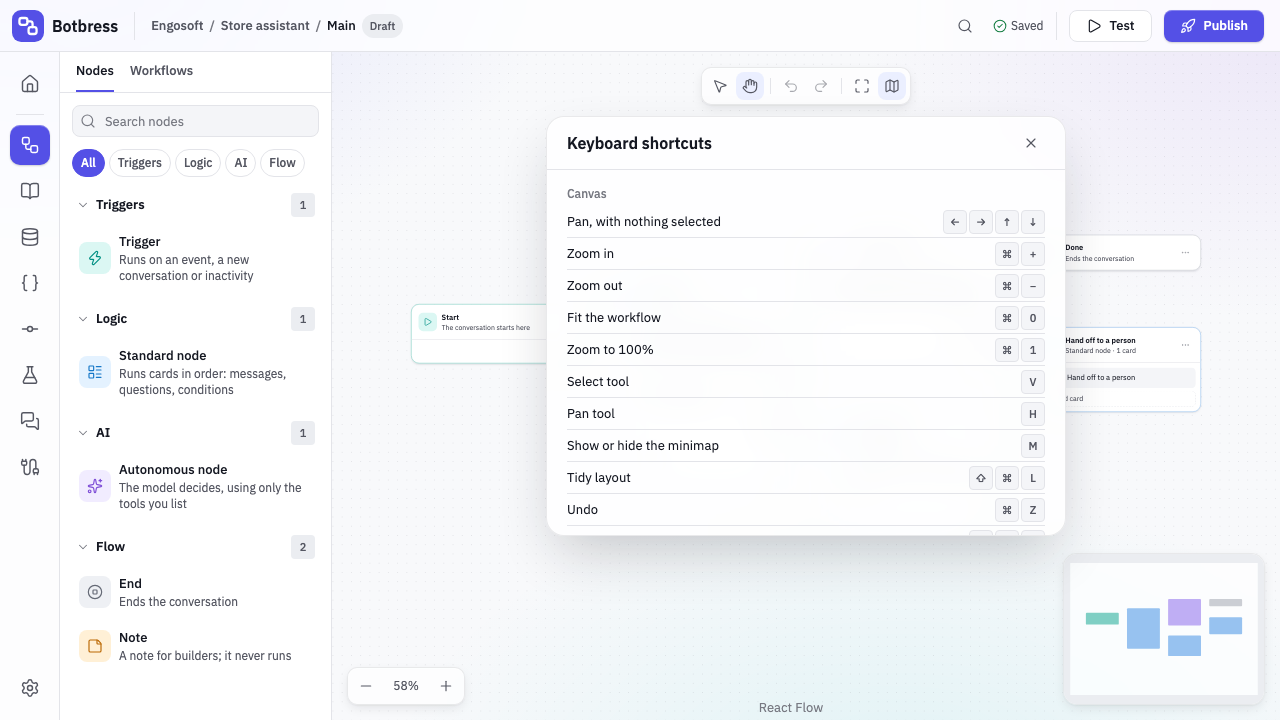 Botbress
Engosoft / Store assistant / Main Draft
Saved
Test
Publish
Nodes Workflows
Search nodes
All Triggers Logic AI Flow
Triggers 1
Trigger
Runs on an event, a new
conversation or inactivity
Logic 1
Standard node
Runs cards in order: messages,
questions, conditions
AI 1
Autonomous node
The model decides, using only the
tools you list
Flow 2
End
Ends the conversation
Note
A note for builders; it never runs
Start
The conversation starts here
Keyboard shortcuts
Canvas
Pan, with nothing selected ← → ↑ ↓
Zoom in ⌘ +
Zoom out ⌘ −
Fit the workflow ⌘ 0
Zoom to 100% ⌘ 1
Select tool V
Pan tool H
Show or hide the minimap M
Tidy layout ⇧ ⌘ L
Undo ⌘ Z
Done
Ends the conversation
Hand off to a person
Standard node · 1 card
Hand off to a person
card
58%
React Flow